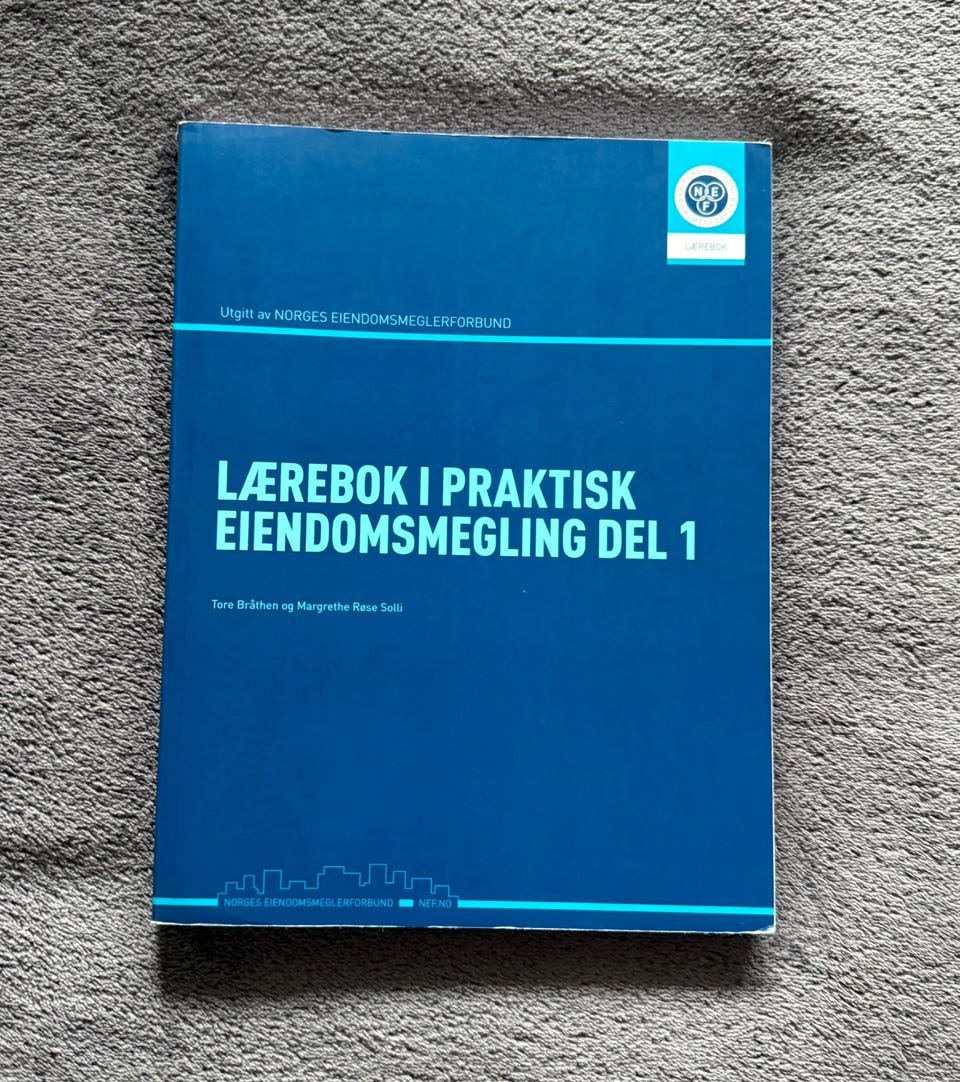 N E
F
LÆREBOK
Utgitt av NORGES EIENDOMSMEGLERFORBUND
LÆREBOK I PRAKTISK
EIENDOMSMEGLING DEL 1
Tore Bråthen og Margrethe Røse Solli
NORGES EIENDOMSMEGLERFORBUND NEF.NO